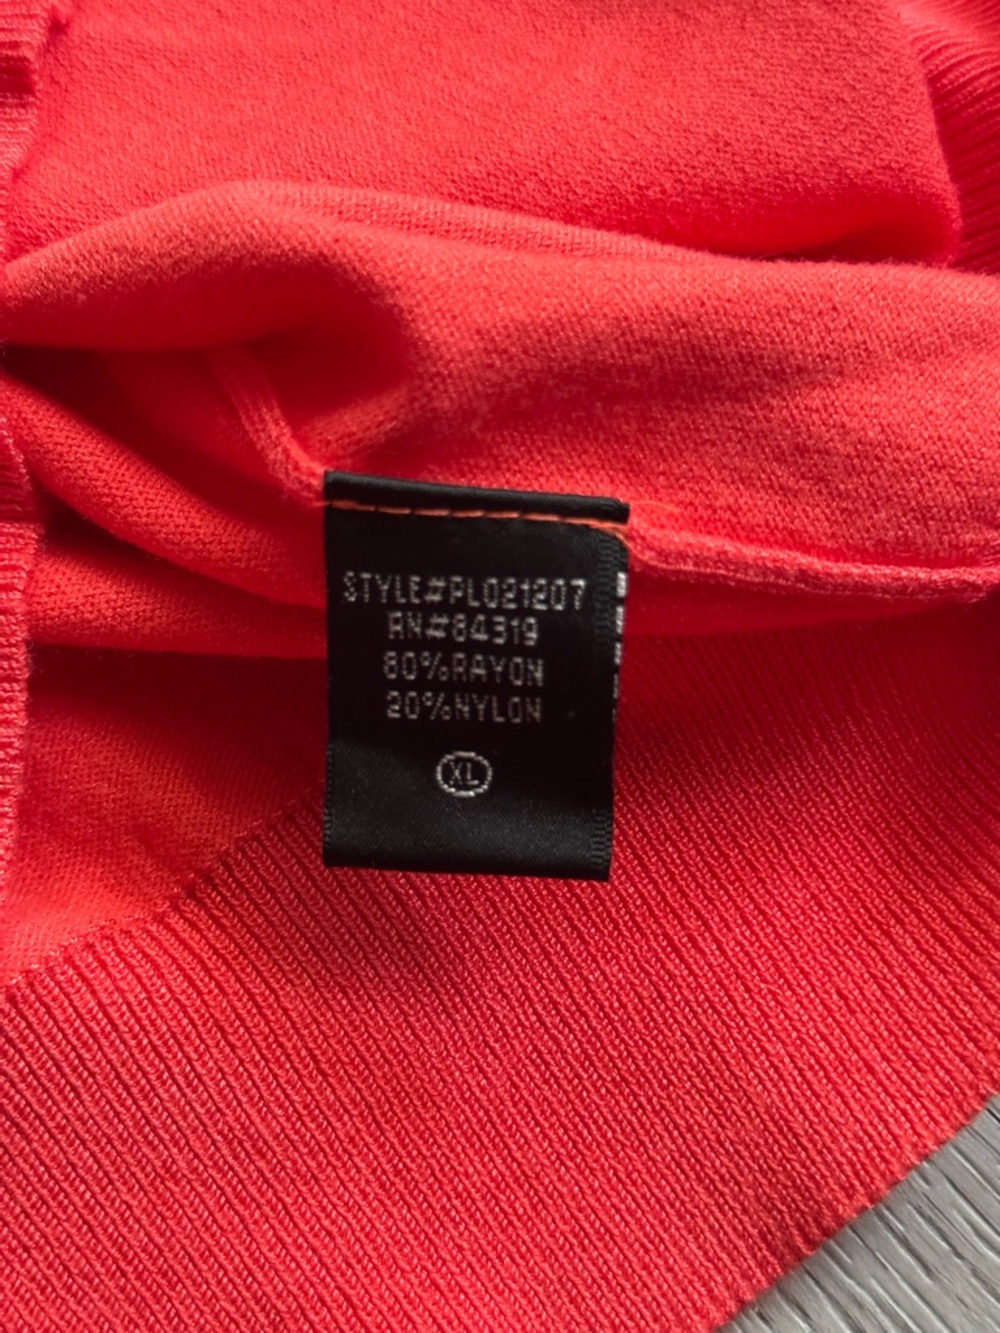 STYLE#PL021207
RN#84319
80%RAYON
20%NYLON
XL